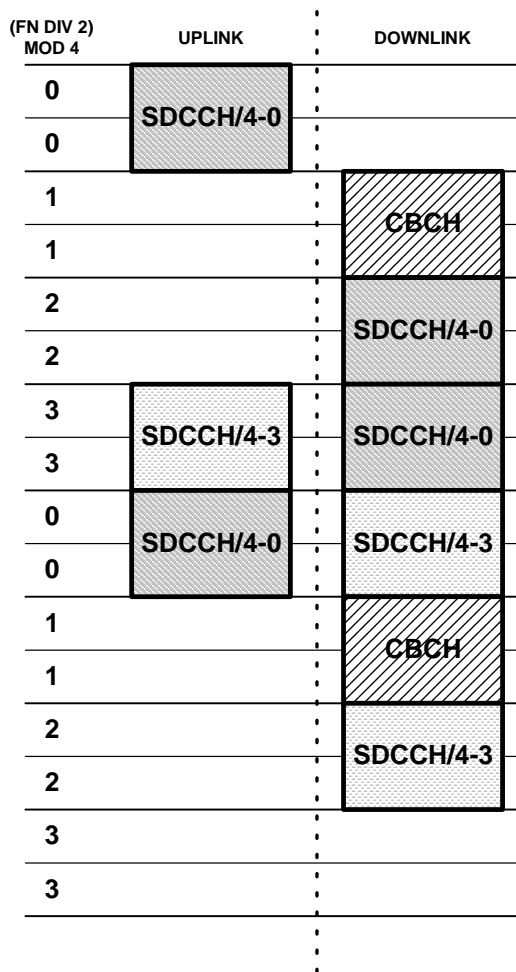 (FN DIV 2)
MOD 4
UPLINK
DOWNLINK
0
SDCCH/4-0
0
1
CBCH
1
2
SDCCH/4-0
2
3
SDCCH/4-3
SDCCH/4-0
3
0
SDCCH/4-0
SDCCH/4-3
0
1
CBCH
1
2
SDCCH/4-3
2
3
3